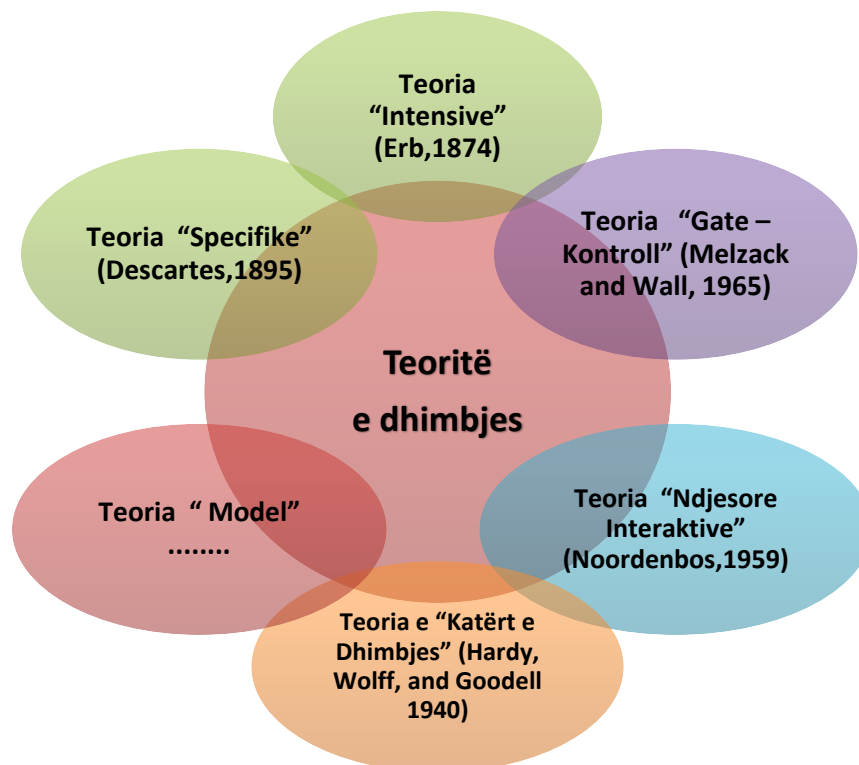 Teoria
“Intensive”
(Erb,1874)
Teoria “Specifike”
(Descartes,1895)
Teoria “Gate –
Kontroll” (Melzack
and Wall, 1965)
Teoritë
e dhimbjes
Teoria “ Model”
........
Teoria “Ndjesore
Interaktive”
(Noordenbos,1959)
Teoria e “Katërt e
Dhimbjes” (Hardy,
Wolff, and Goodell
1940)